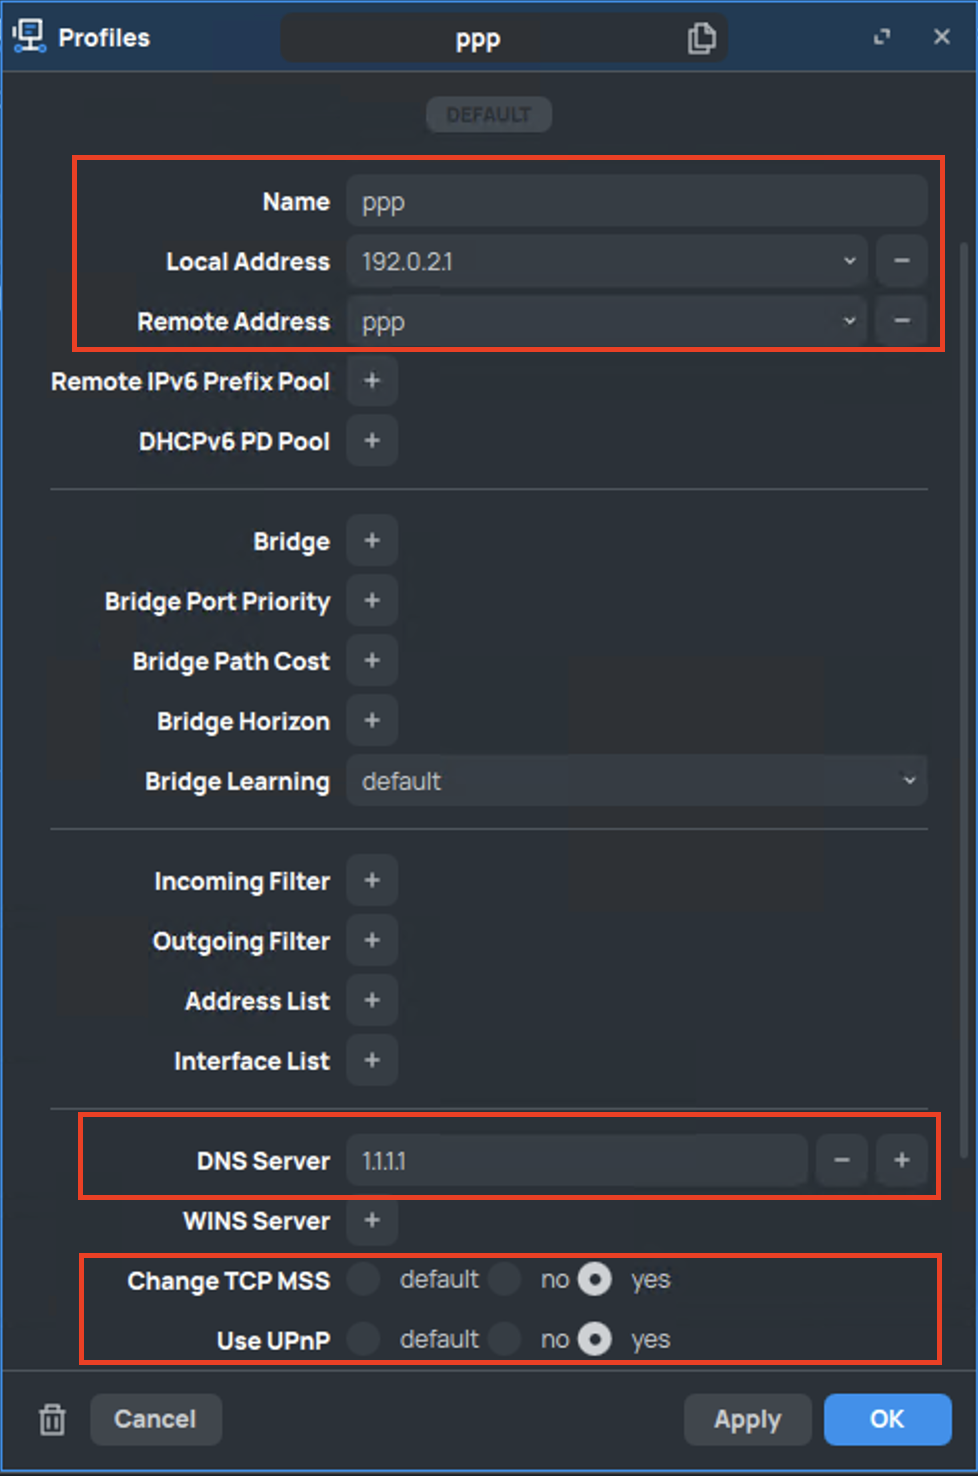 Profiles ppp
DEFAULT
Name ppp
Local Address 192.0.2.1
Remote Address ppp
Remote IPv6 Prefix Pool
DHCPv6 PD Pool
Bridge
Bridge Port Priority
Bridge Path Cost
Bridge Horizon
Bridge Learning default
Incoming Filter
Outgoing Filter
Address List
Interface List
DNS Server 1.1.1.1
WINS Server
Change TCP MSS default no yes
Use UPnP default no yes
Cancel Apply OK